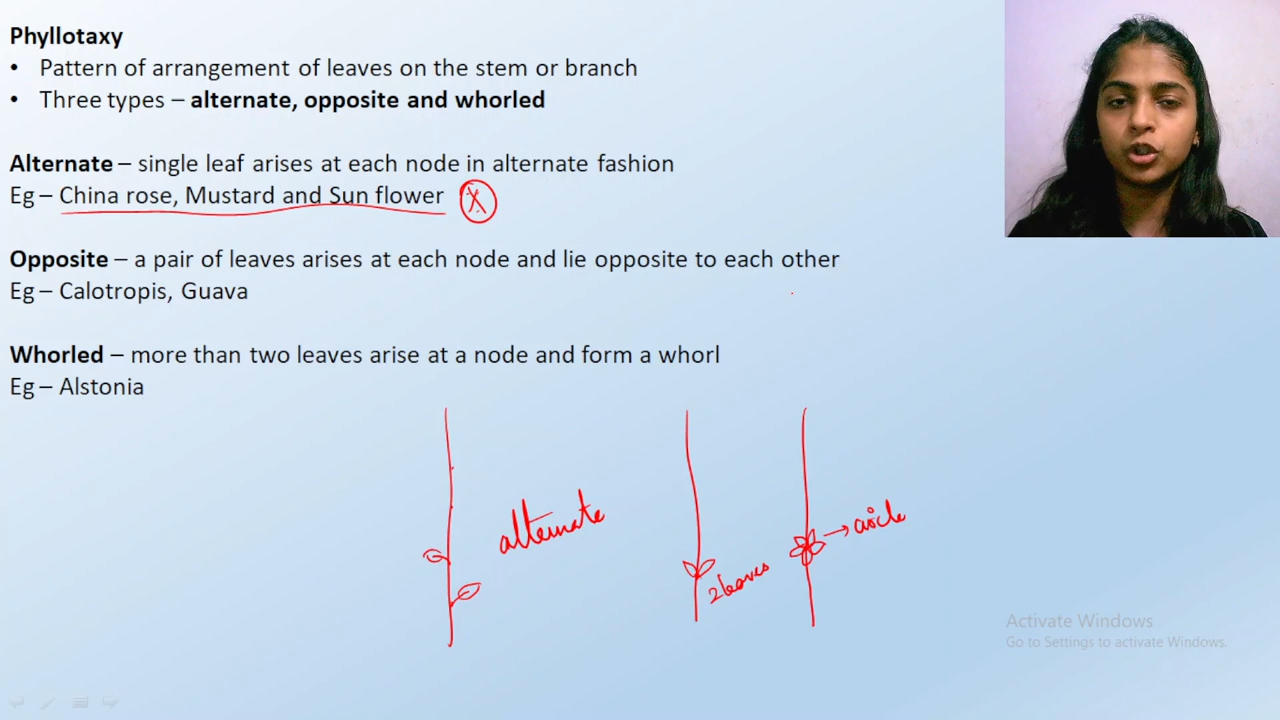 Phyllotaxy
• Pattern of arrangement of leaves on the stem or branch
• Three types – alternate, opposite and whorled
Alternate – single leaf arises at each node in alternate fashion
Eg – China rose, Mustard and Sun flower
Opposite – a pair of leaves arises at each node and lie opposite to each other
Eg – Calotropis, Guava
Whorled – more than two leaves arise at a node and form a whorl
Eg – Alstonia
alternate
2 leaves
circle
Activate Windows
Go to Settings to activate Windows.